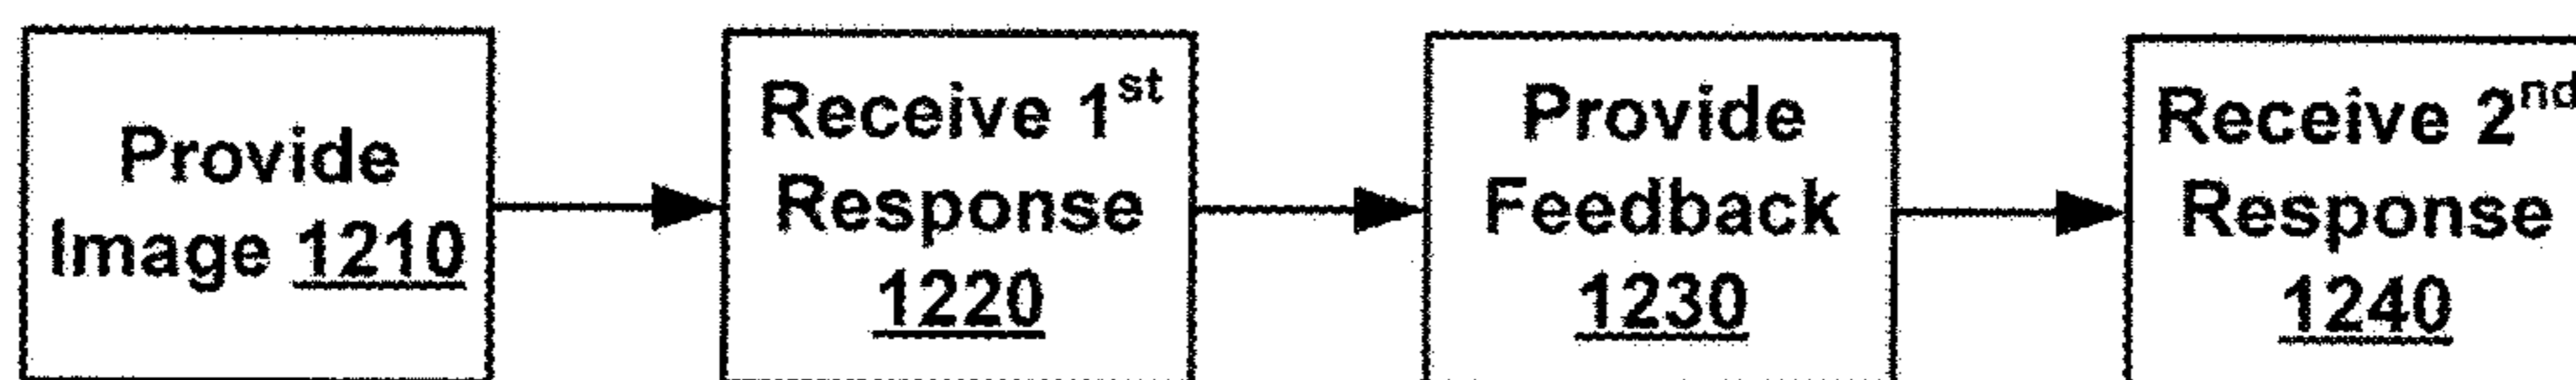 Provide
Image 1210
Receive 1st
Response
1220
Provide
Feedback
1230
Receive 2nd
Response
1240